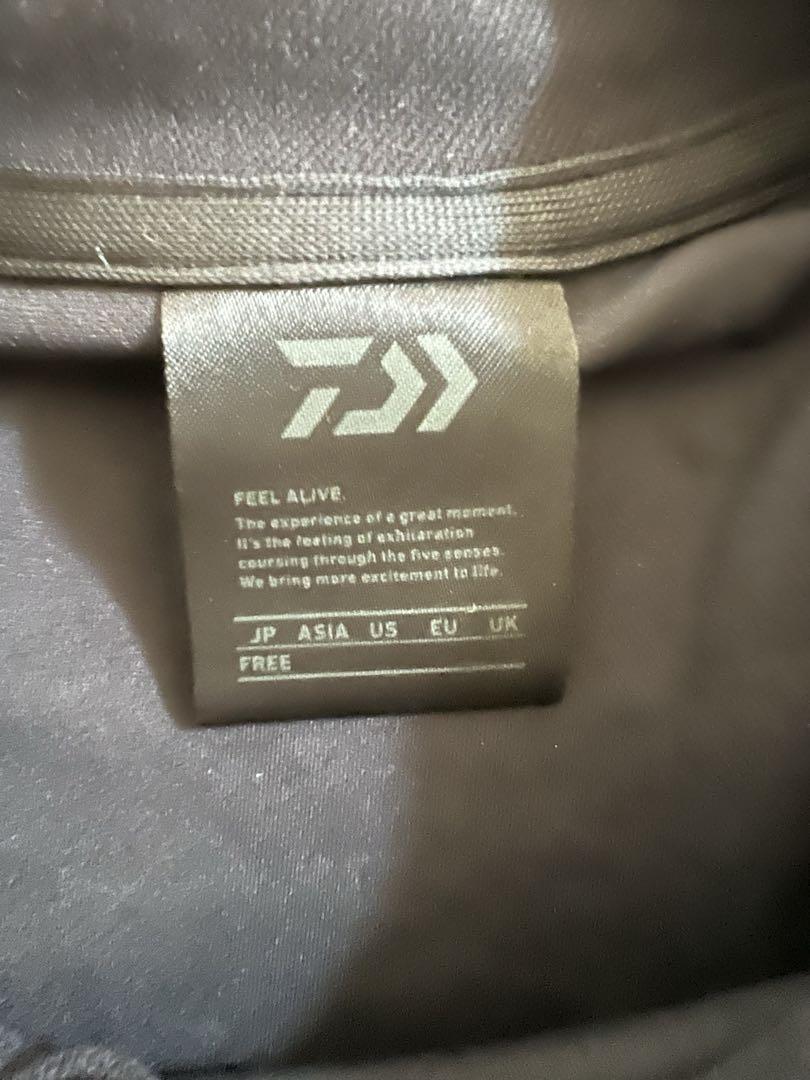 FEEL ALIVE.
The experience of a great moment.
It's the feeling of exhilaration
coursing through the five senses.
We bring more excitement to life.
JP ASIA US EU UK
FREE